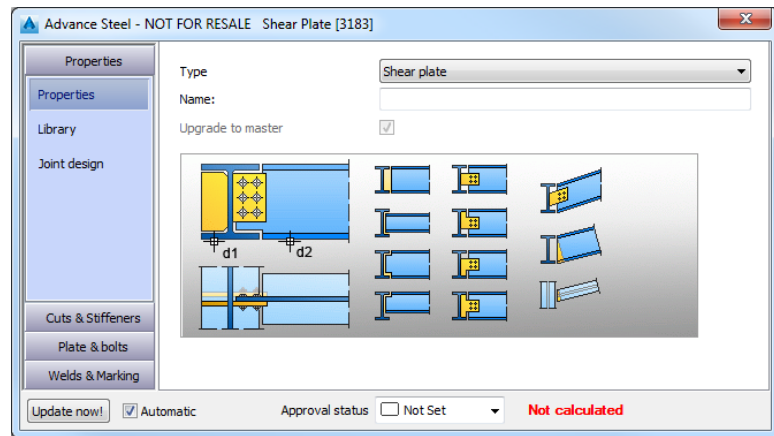 Advance Steel - NOT FOR RESALE   Shear Plate [3183]
Properties
Properties
Library
Joint design
Cuts & Stiffeners
Plate & bolts
Welds & Marking
Type
Shear plate
Name:
Upgrade to master
d1
d2
Update now!
Automatic
Approval status
Not Set
Not calculated